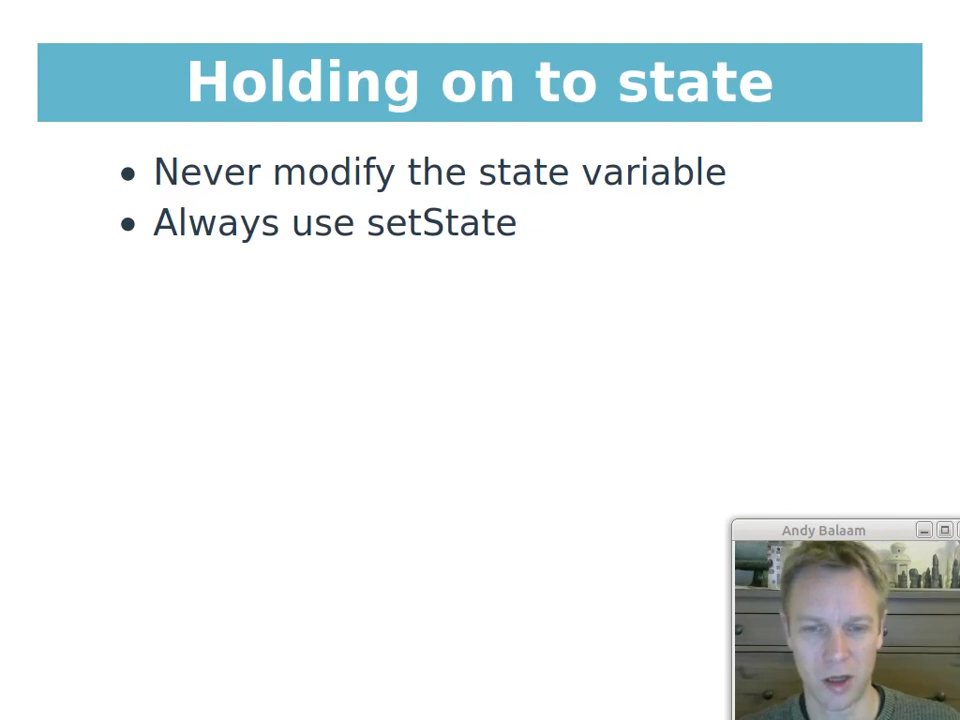 Holding on to state
Never modify the state variable
Always use setState
Andy Balaam